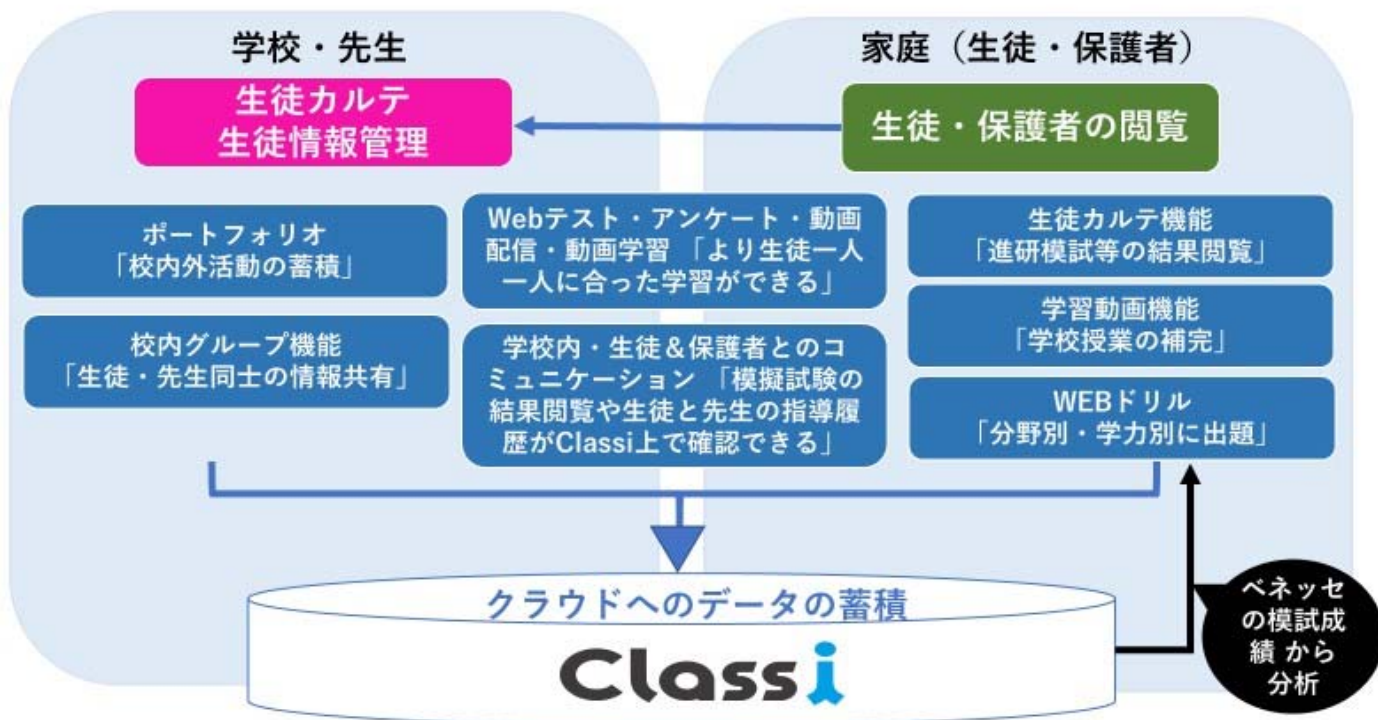 学校・先生
生徒カルテ
生徒情報管理
家庭（生徒・保護者）
生徒・保護者の閲覧
ポートフォリオ
「校内外活動の蓄積」
校内グループ機能
「生徒・先生同士の情報共有」
Webテスト・アンケート・動画
配信・動画学習 「より生徒一人
一人に合った学習ができる」
学校内・生徒＆保護者とのコ
ミュニケーション 「模擬試験の
結果閲覧や生徒と先生の指導履
歴がClassi上で確認できる」
生徒カルテ機能
「進研模試等の結果閲覧」
学習動画機能
「学校授業の補完」
WEBドリル
「分野別・学力別に出題」
クラウドへのデータの蓄積
Classi
ベネッセ
の模試成
績 から
分析